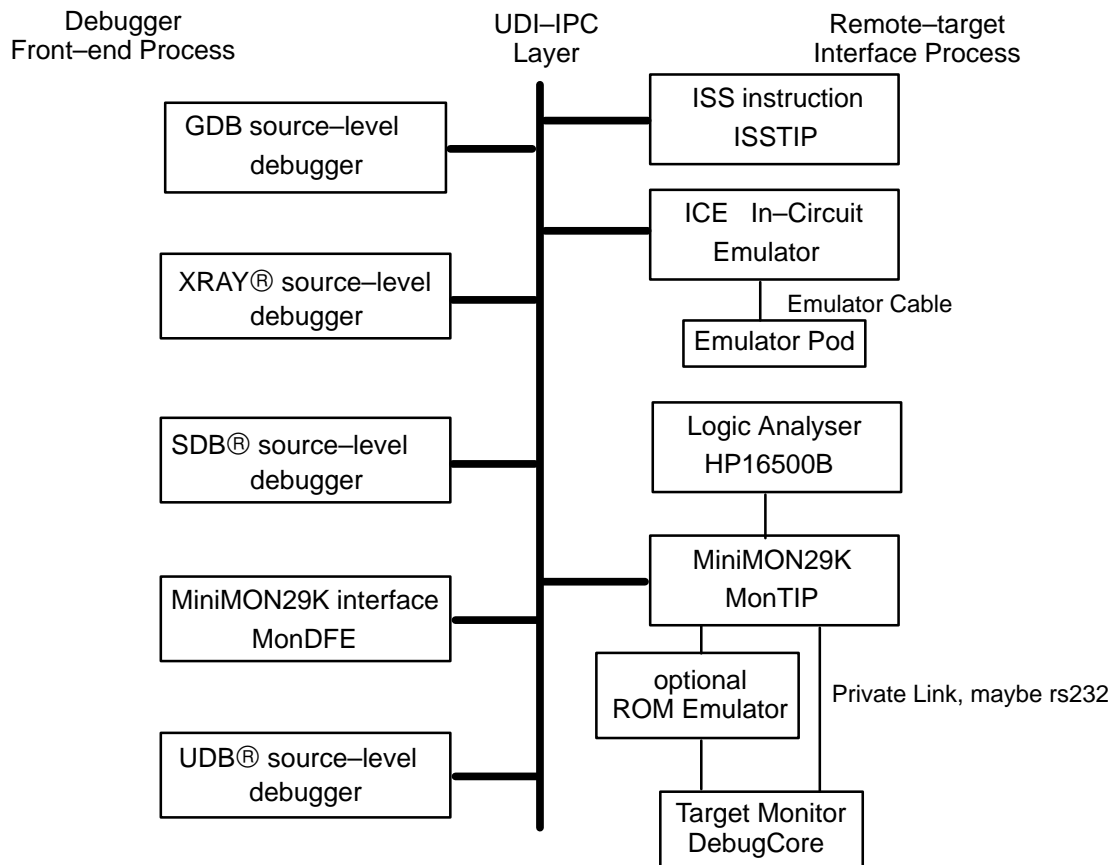 Debugger
Front–end Process
UDI–IPC
Layer
Remote–target
Interface Process
GDB source–level
debugger
XRAY® source–level
debugger
SDB® source–level
debugger
MiniMON29K interface
MonDFE
UDB® source–level
debugger
ISS instruction
ISSTIP
ICE In–Circuit
Emulator
Emulator Cable
Emulator Pod
Logic Analyser
HP16500B
MiniMON29K
MonTIP
optional
ROM Emulator
Private Link, maybe rs232
Target Monitor
DebugCore